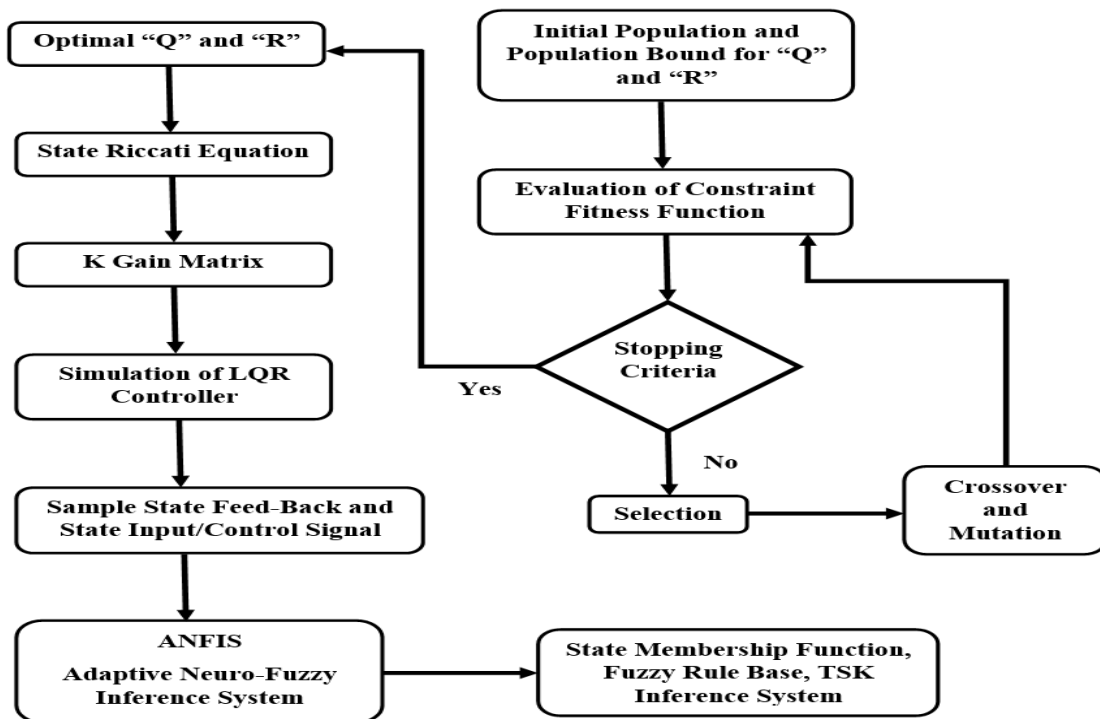 Optimal “Q” and “R”
State Riccati Equation
K Gain Matrix
Simulation of LQR
Controller
Sample State Feed-Back and
State Input/Control Signal
ANFIS
Adaptive Neuro-Fuzzy
Inference System
Initial Population and
Population Bound for “Q”
and “R”
Evaluation of Constraint
Fitness Function
Stopping
Criteria
Yes
No
Selection
Crossover
and
Mutation
State Membership Function,
Fuzzy Rule Base, TSK
Inference System